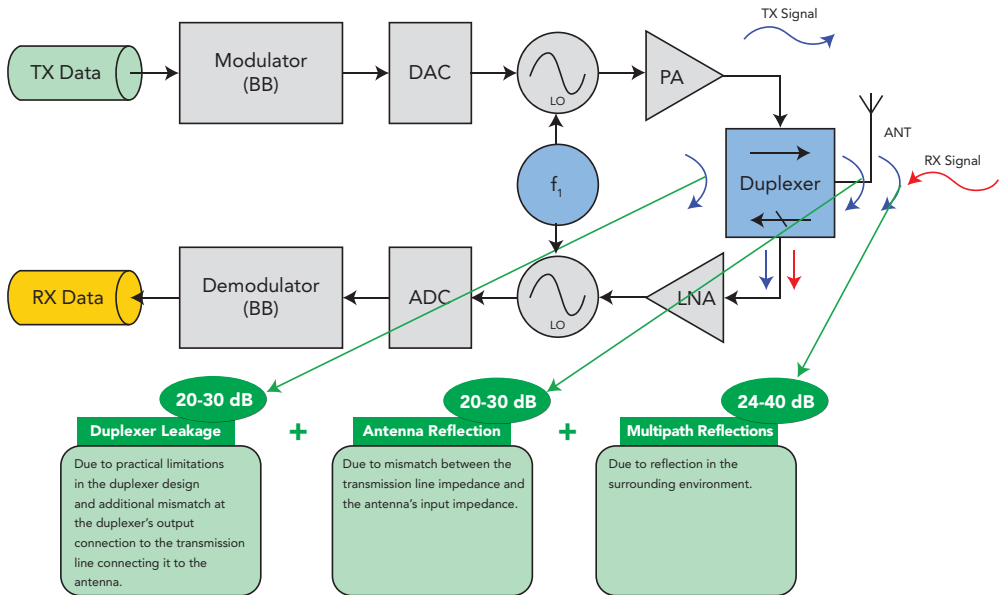 TX Signal
TX Data
Modulator
(BB)
DAC
LO
PA
ANT
RX Signal
f1
Duplexer
RX Data
Demodulator
(BB)
ADC
LO
LNA
20-30 dB
Duplexer Leakage
Due to practical limitations
in the duplexer design
and additional mismatch at
the duplexer's output
connection to the transmission
line connecting it to the
antenna.
+
20-30 dB
Antenna Reflection
Due to mismatch between the
transmission line impedance and
the antenna's input impedance.
+
24-40 dB
Multipath Reflections
Due to reflection in the
surrounding environment.